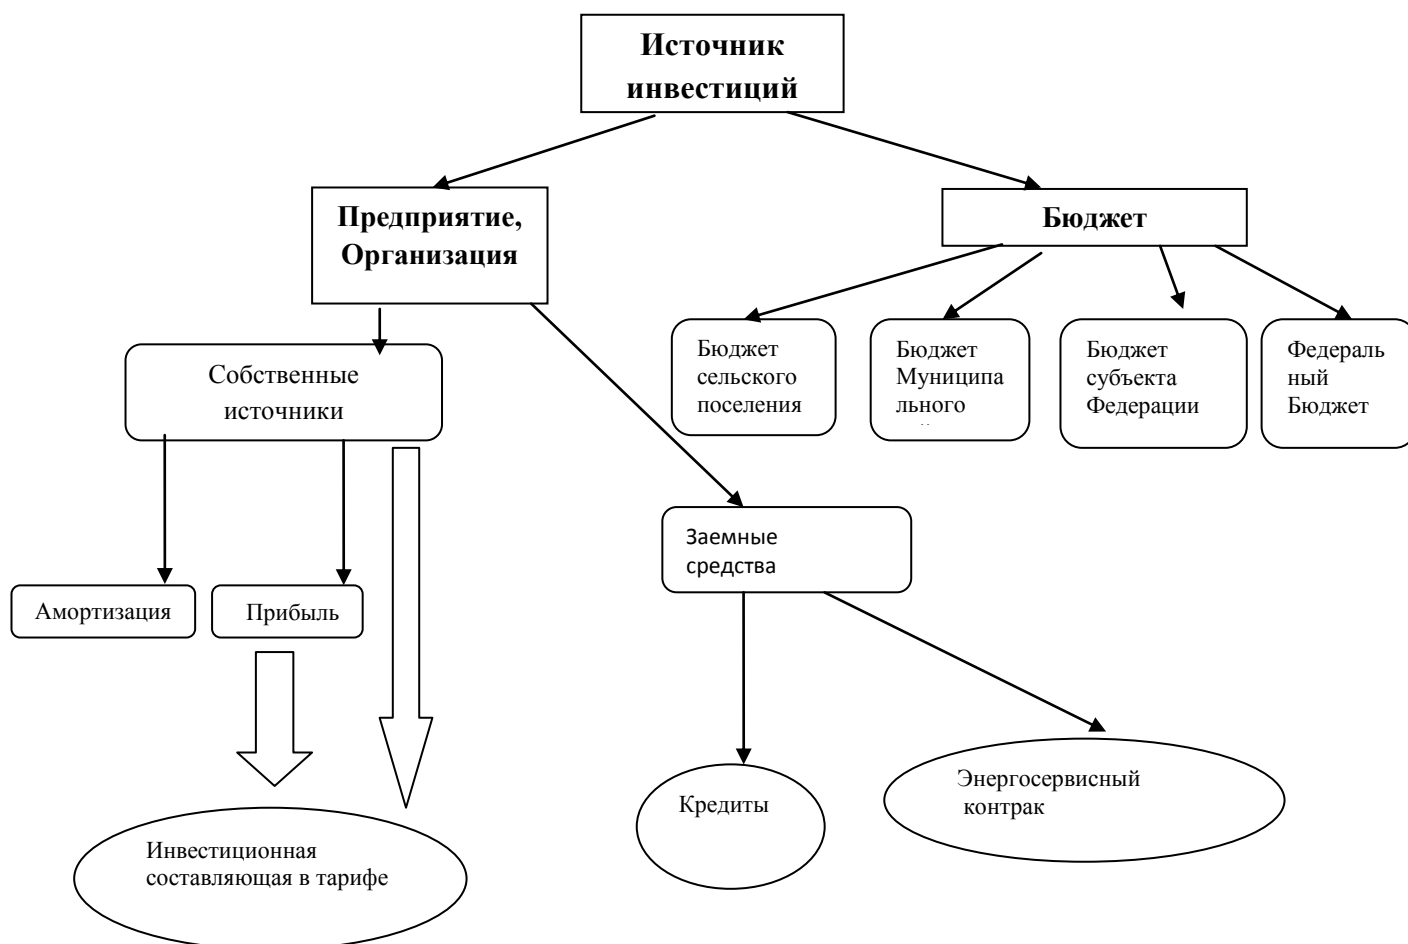 Источник
инвестиций
Предприятие,
Организация
Бюджет
Бюджет
сельского
поселения
Бюджет
Муниципа
льного
Бюджет
субъекта
Федерации
Федераль
ный
Бюджет
Собственные
источники
Заемные
средства
Амортизация
Прибыль
Кредиты
Энергосервисный
контрак
Инвестиционная
составляющая в тарифе